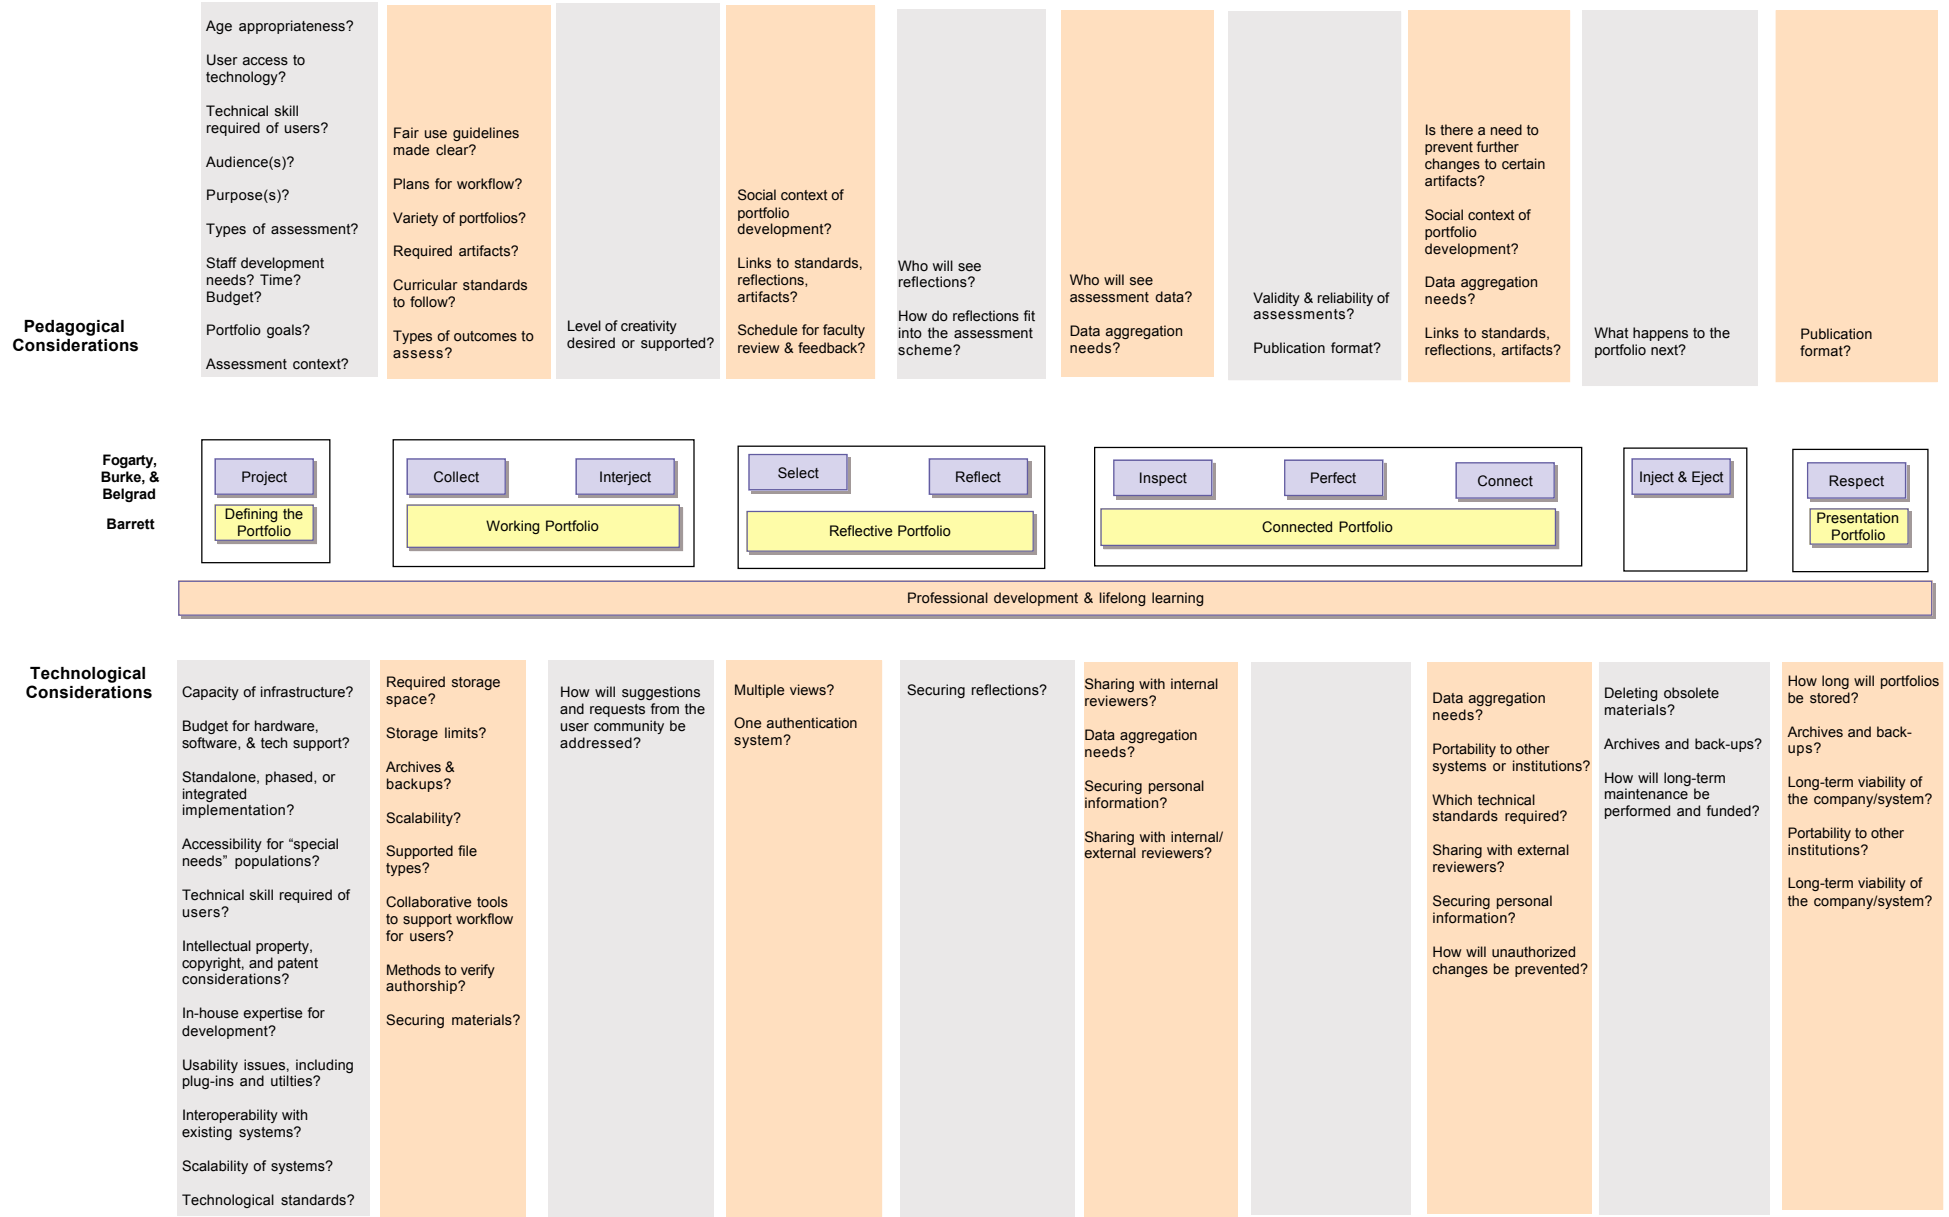 Age appropriateness?
User access to
technology?
Technical skill
required of users?
Audience(s)?
Purpose(s)?
Types of assessment?
Staff development
needs? Time?
Budget?
Portfolio goals?
Assessment context?
Fair use guidelines
made clear?
Plans for workflow?
Variety of portfolios?
Required artifacts?
Curricular standards
to follow?
Types of outcomes to
assess?
Level of creativity
desired or supported?
Social context of
portfolio
development?
Links to standards,
reflections,
artifacts?
Schedule for faculty
review & feedback?
Who will see
reflections?
How do reflections fit
into the assessment
scheme?
Who will see
assessment data?
Data aggregation
needs?
Validity & reliability of
assessments?
Publication format?
Is there a need to
prevent further
changes to certain
artifacts?
Social context of
portfolio
development?
Data aggregation
needs?
Links to standards,
reflections, artifacts?
What happens to the
portfolio next?
Publication
format?
Pedagogical
Considerations
Fogarty,
Burke, &
Belgrad
Barrett
Project
Defining the
Portfolio
Collect
Interject
Working Portfolio
Select
Reflect
Reflective Portfolio
Inspect
Perfect
Connect
Connected Portfolio
Inject & Eject
Respect
Presentation
Portfolio
Professional development & lifelong learning
Technological
Considerations
Capacity of infrastructure?
Budget for hardware,
software, & tech support?
Standalone, phased, or
integrated
implementation?
Accessibility for “special
needs” populations?
Technical skill required of
users?
Intellectual property,
copyright, and patent
considerations?
In-house expertise for
development?
Usability issues, including
plug-ins and utilties?
Interoperability with
existing systems?
Scalability of systems?
Technological standards?
Required storage
space?
Storage limits?
Archives &
backups?
Scalability?
Supported file
types?
Collaborative tools
to support workflow
for users?
Methods to verify
authorship?
Securing materials?
How will suggestions
and requests from the
user community be
addressed?
Multiple views?
One authentication
system?
Securing reflections?
Sharing with internal
reviewers?
Data aggregation
needs?
Securing personal
information?
Sharing with internal/
external reviewers?
Data aggregation
needs?
Portability to other
systems or institutions?
Which technical
standards required?
Sharing with external
reviewers?
Securing personal
information?
How will unauthorized
changes be prevented?
Deleting obsolete
materials?
Archives and back-ups?
How will long-term
maintenance be
performed and funded?
How long will portfolios
be stored?
Archives and back-
ups?
Long-term viability of
the company/system?
Portability to other
institutions?
Long-term viability of
the company/system?